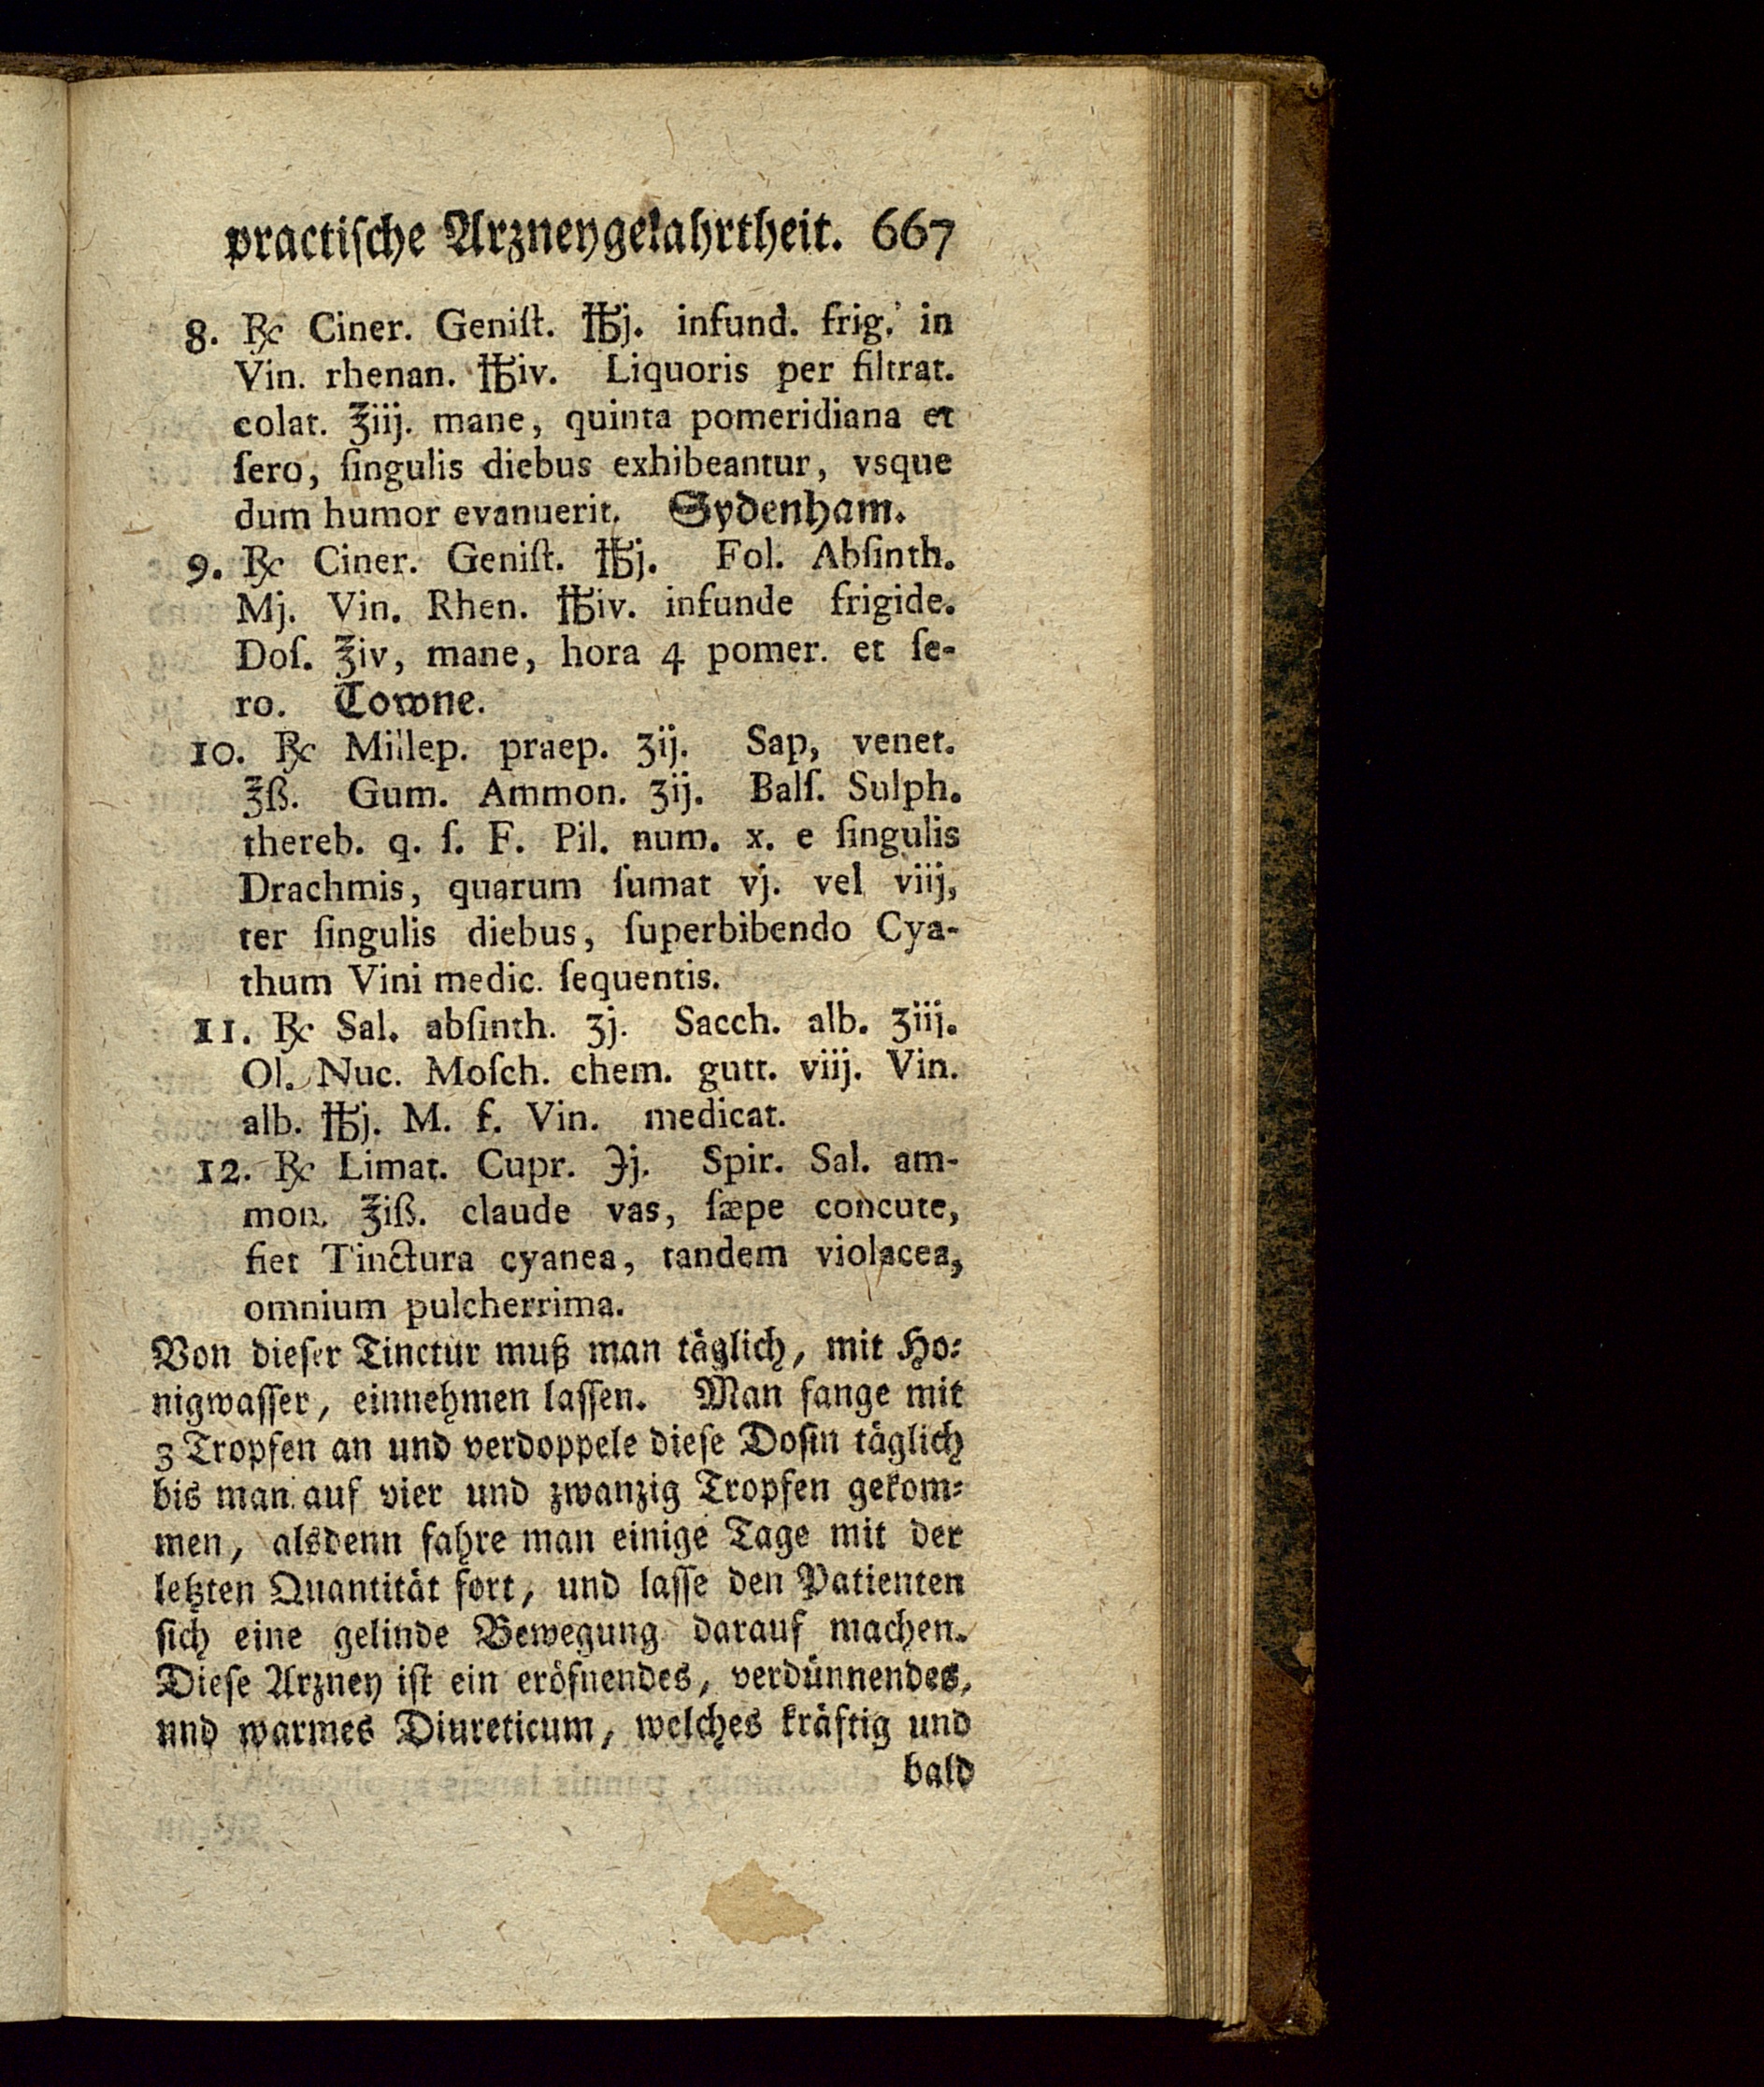 practiſche Arzneygelahrtheit. 667
8. ℞ Ciner. Geniſt. ℔j. infund. frig. in
Vin. rhenan. ℔iv. Liquoris per filtrat.
colat. ℥iij. mane, quinta pomeridiana et
ſero, ſingulis diebus exhibeantur, vsque
dum humor evanuerit. Sydenham.
9. ℞ Ciner. Geniſt. ℔j. Fol. Abſinth.
Mj. Vin. Rhen. ℔iv. infunde frigide.
Doſ. ℥iv, mane, hora 4 pomer. et ſe-
ro. Towne.
10. ℞ Millep. praep. ʒij. Sap, venet.
℥ß. Gum. Ammon. ʒij. Balſ. Sulph.
thereb. q. ſ. F. Pil. num. x. e ſingulis
Drachmis, quarum ſumat vj. vel viij,
ter ſingulis diebus, ſuperbibendo Cya-
thum Vini medic. ſequentis.
11. ℞ Sal. abſinth. ʒj. Sacch. alb. ʒiij.
Ol. Nuc. Moſch. chem. gutt. viij. Vin.
alb. ℔j. M. f. Vin. medicat.
12. ℞ Limat. Cupr. ℈j. Spir. Sal. am-
mon. ℥iß. claude vas, ſæpe concute,
fiet Tinctura cyanea, tandem violacea,
omnium pulcherrima.
Von dieſer Tinctur muß man täglich, mit Ho-
nigwaſſer, einnehmen laſſen. Man fange mit
3 Tropfen an und verdoppele dieſe Doſin täglich
bis man auf vier und zwanzig Tropfen gekom-
men, alsdenn fahre man einige Tage mit der
letzten Quantität fort, und laſſe den Patienten
ſich eine gelinde Bewegung darauf machen.
Dieſe Arzney iſt ein eröfnendes, verdünnendes,
und warmes Diureticum, welches kräftig und
bald